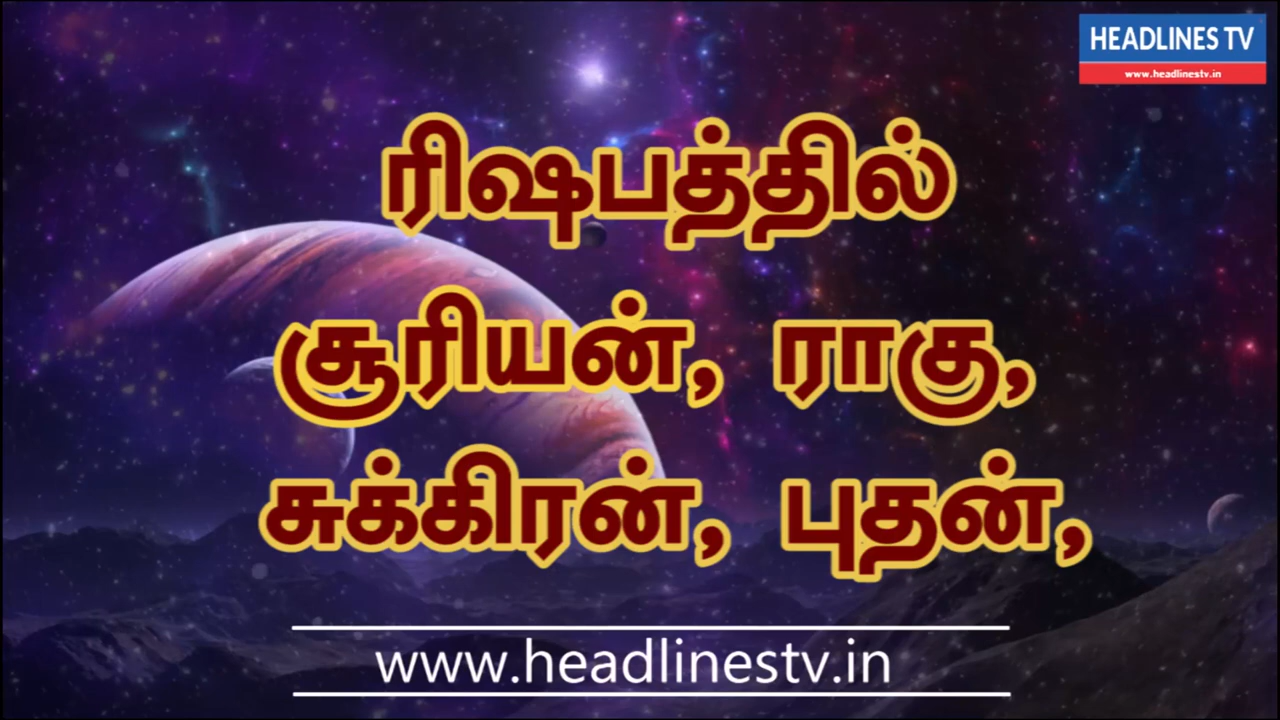 HEADLINES TV
www.headlinestv.in
ரிஷபத்தில்
சூரியன், ராகு,
சுக்கிரன், புதன்,
www.headlinestv.in